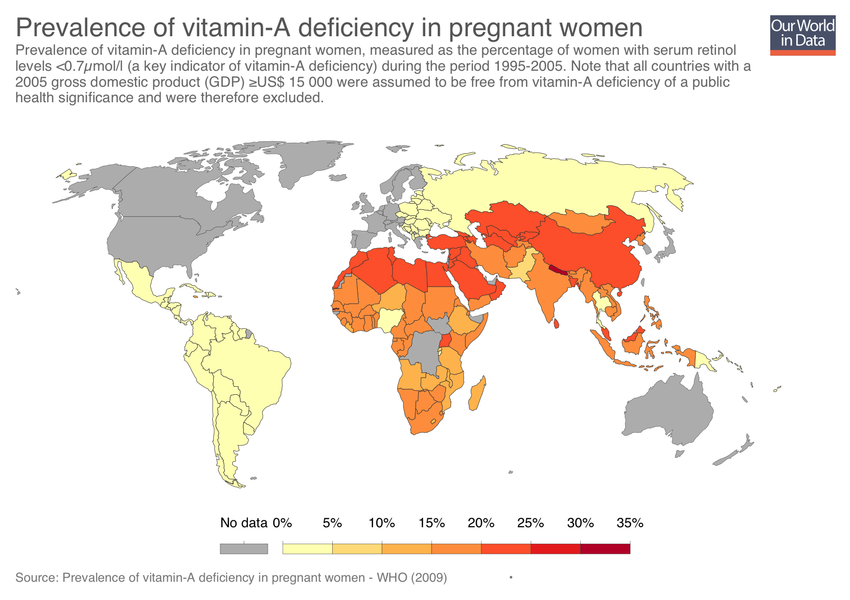 Prevalence of vitamin-A deficiency in pregnant women
Our World
in Data
Prevalence of vitamin-A deficiency in pregnant women, measured as the percentage of women with serum retinol
levels <0.7µmol/l (a key indicator of vitamin-A deficiency) during the period 1995-2005. Note that all countries with a
2005 gross domestic product (GDP) ≥US$ 15 000 were assumed to be free from vitamin-A deficiency of a public
health significance and were therefore excluded.
No data 0% 5% 10% 15% 20% 25% 30% 35%
Source: Prevalence of vitamin-A deficiency in pregnant women - WHO (2009) •